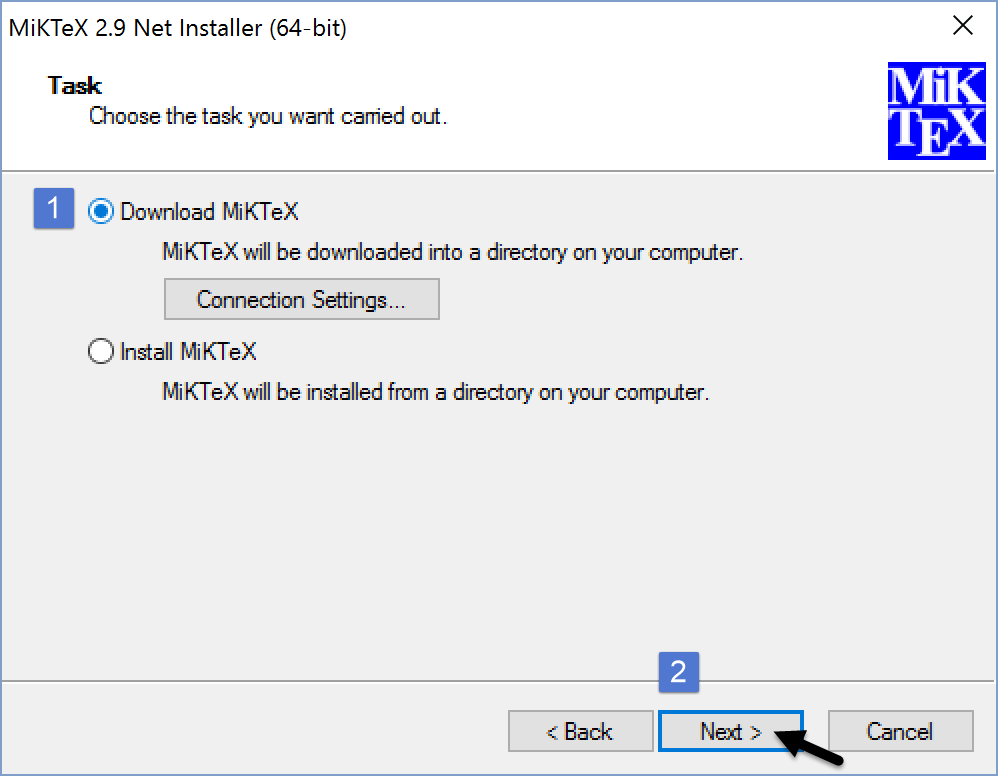 MiKTeX 2.9 Net Installer (64-bit)
Task
Choose the task you want carried out.
MiK
TEX
1
Download MiKTeX
MiKTeX will be downloaded into a directory on your computer.
Connection Settings...
Install MiKTeX
MiKTeX will be installed from a directory on your computer.
2
< Back
Next >
Cancel